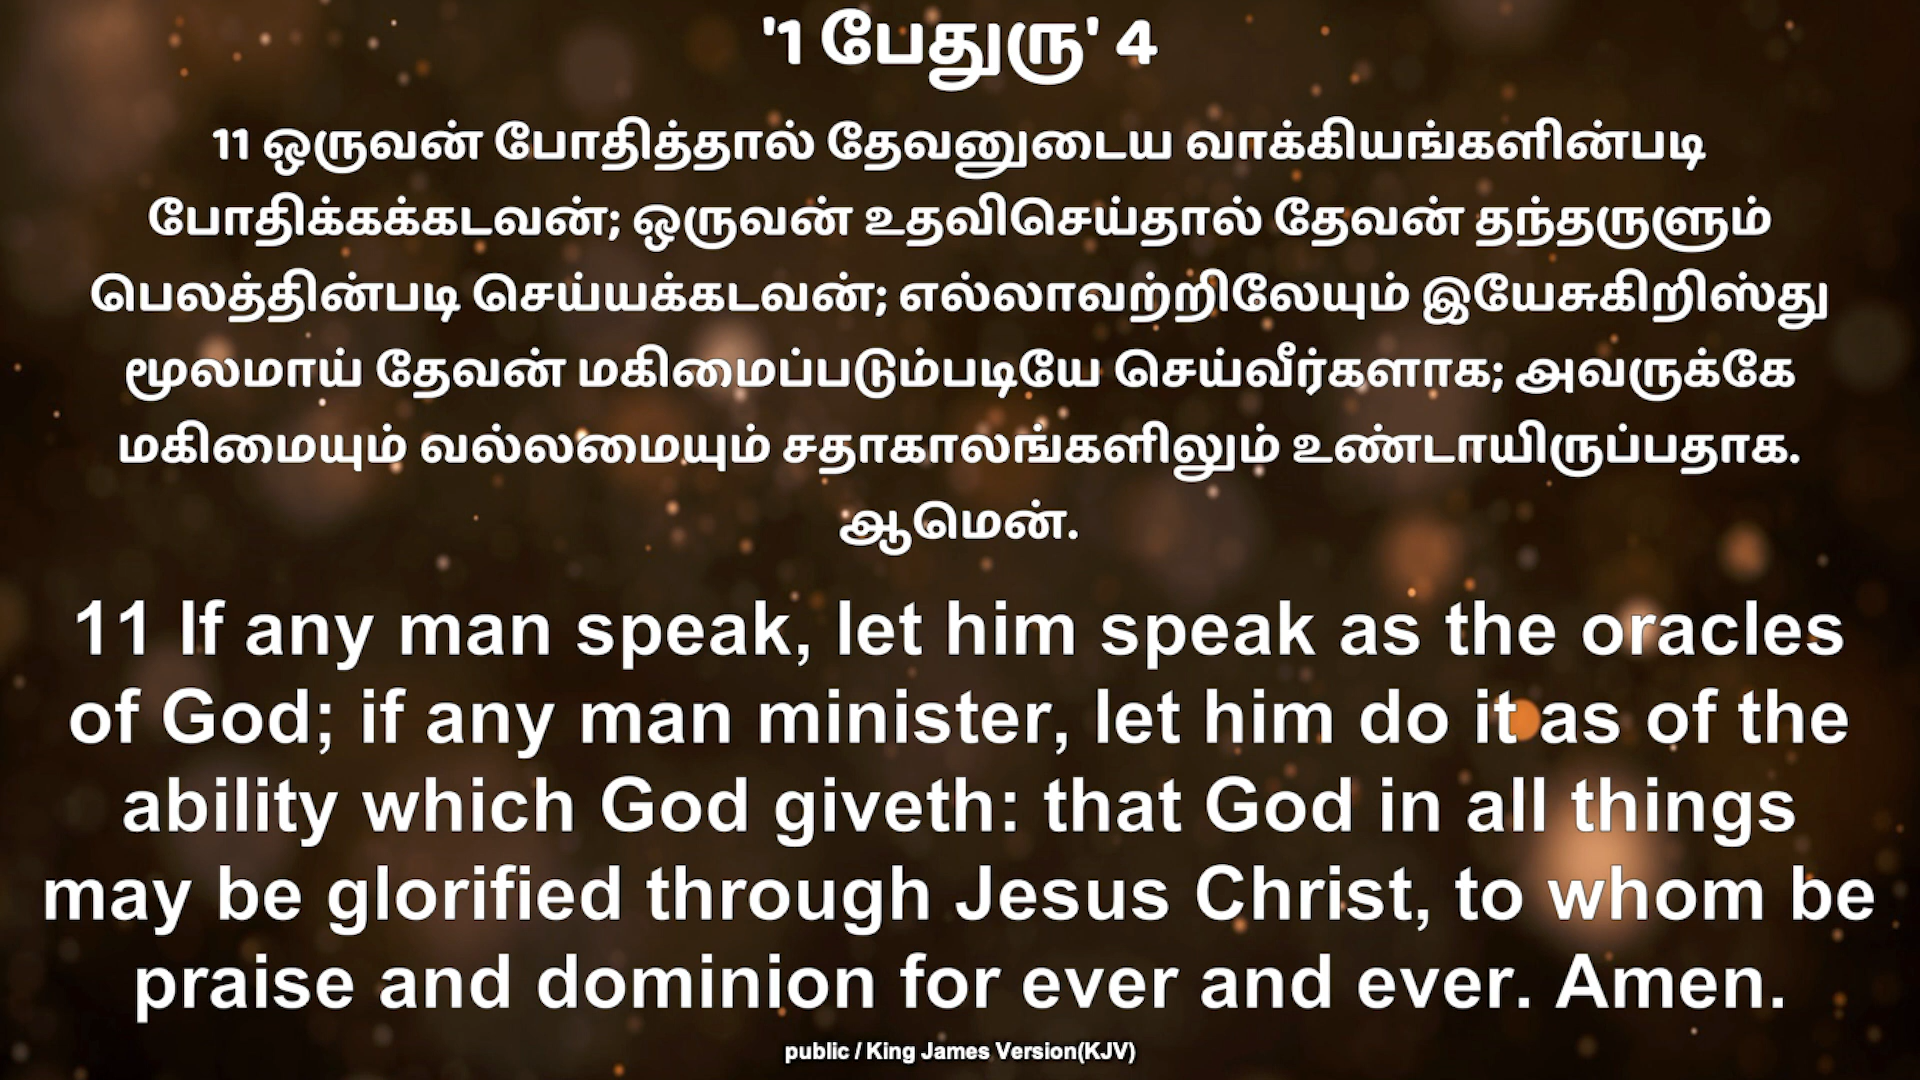 '1 பேதுரு' 4
11 ஒருவன் போதித்தால் தேவனுடைய வாக்கியங்களின்படி
போதிக்கக்கடவன்; ஒருவன் உதவிசெய்தால் தேவன் தந்தருளும்
பெலத்தின்படி செய்யக்கடவன்; எல்லாவற்றிலேயும் இயேசுகிறிஸ்து
மூலமாய் தேவன் மகிமைப்படும்படியே செய்வீர்களாக; அவருக்கே
மகிமையும் வல்லமையும் சதாகாலங்களிலும் உண்டாயிருப்பதாக.
ஆமென்.
11 If any man speak, let him speak as the oracles
of God; if any man minister, let him do it as of the
ability which God giveth: that God in all things
may be glorified through Jesus Christ, to whom be
praise and dominion for ever and ever. Amen.
public / King James Version(KJV)